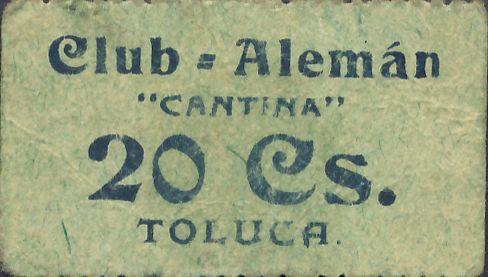 Club = Alemán
"CANTINA"
20 Cs.
TOLUCA.